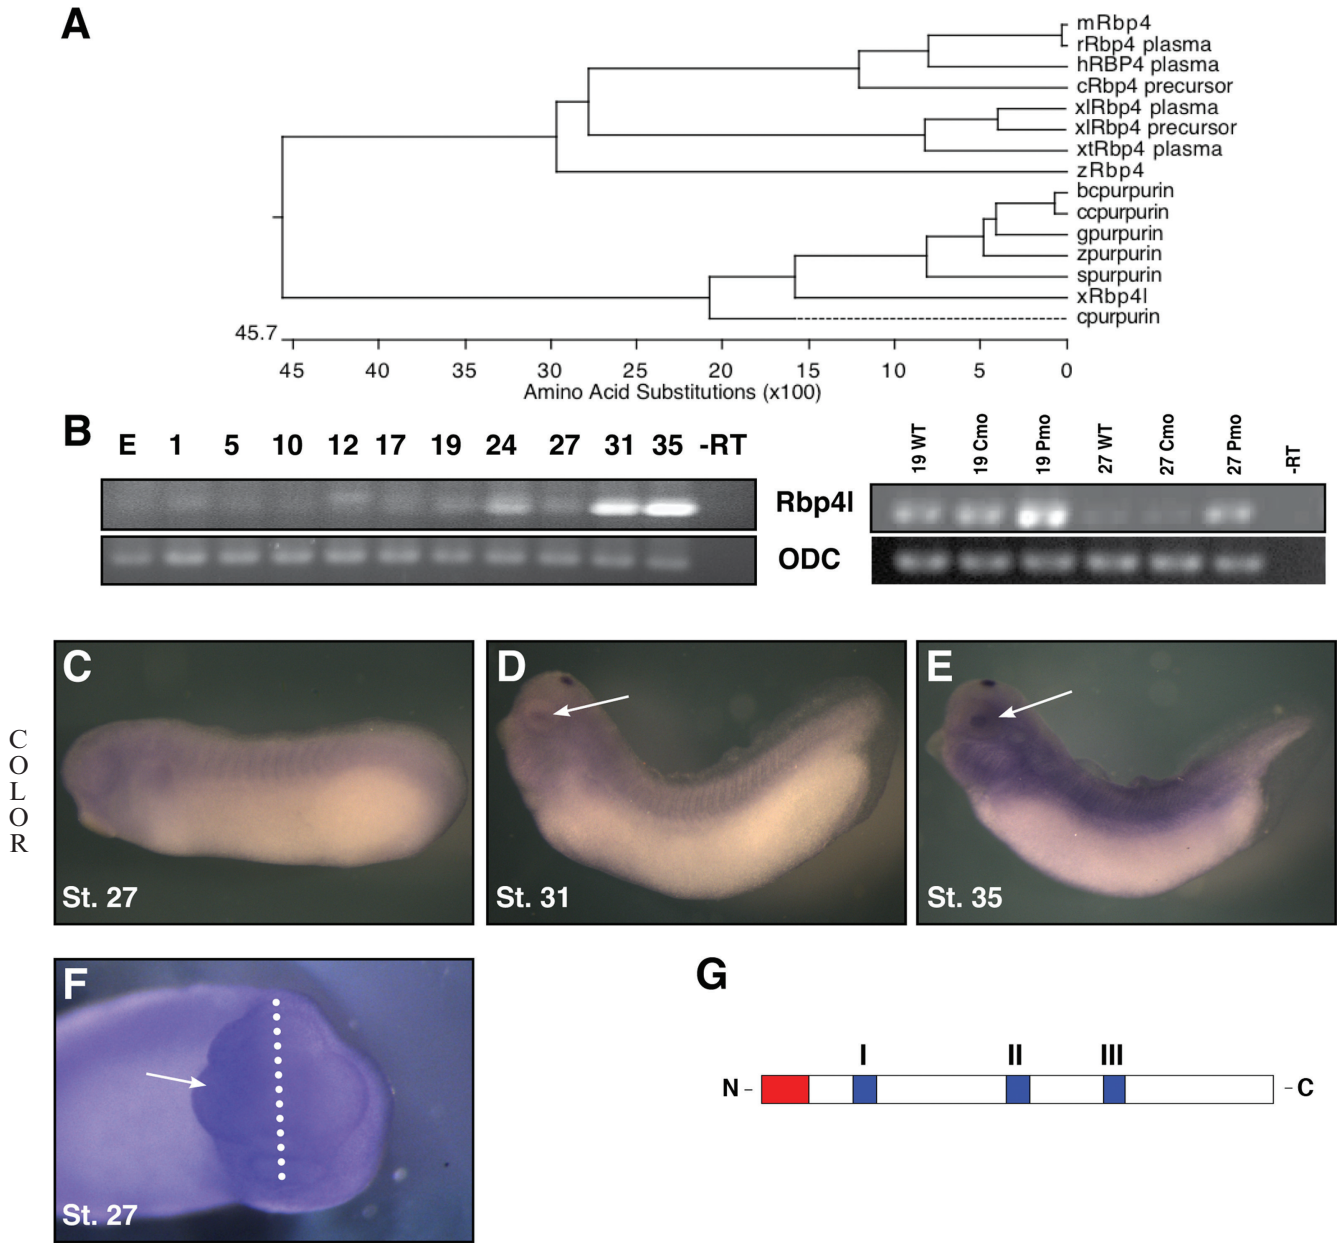 A
mRbp4
rRbp4 plasma
hRBP4 plasma
cRbp4 precursor
xlRbp4 plasma
xlRbp4 precursor
xtRbp4 plasma
zRbp4
bcpurpurin
ccpurpurin
gpurpurin
zpurpurin
spurpurin
xRbp4l
cpurpurin
45.7
45 40 35 30 25 20 15 10 5 0
Amino Acid Substitutions (x100)
B
E 1 5 10 12 17 19 24 27 31 35 -RT
19 WT
19 Cmo
19 Pmo
27 WT
27 Cmo
27 Pmo
-RT
Rbp4l
ODC
COLOR
C
St. 27
D
St. 31
E
St. 35
F
St. 27
G
I II III
N – – C